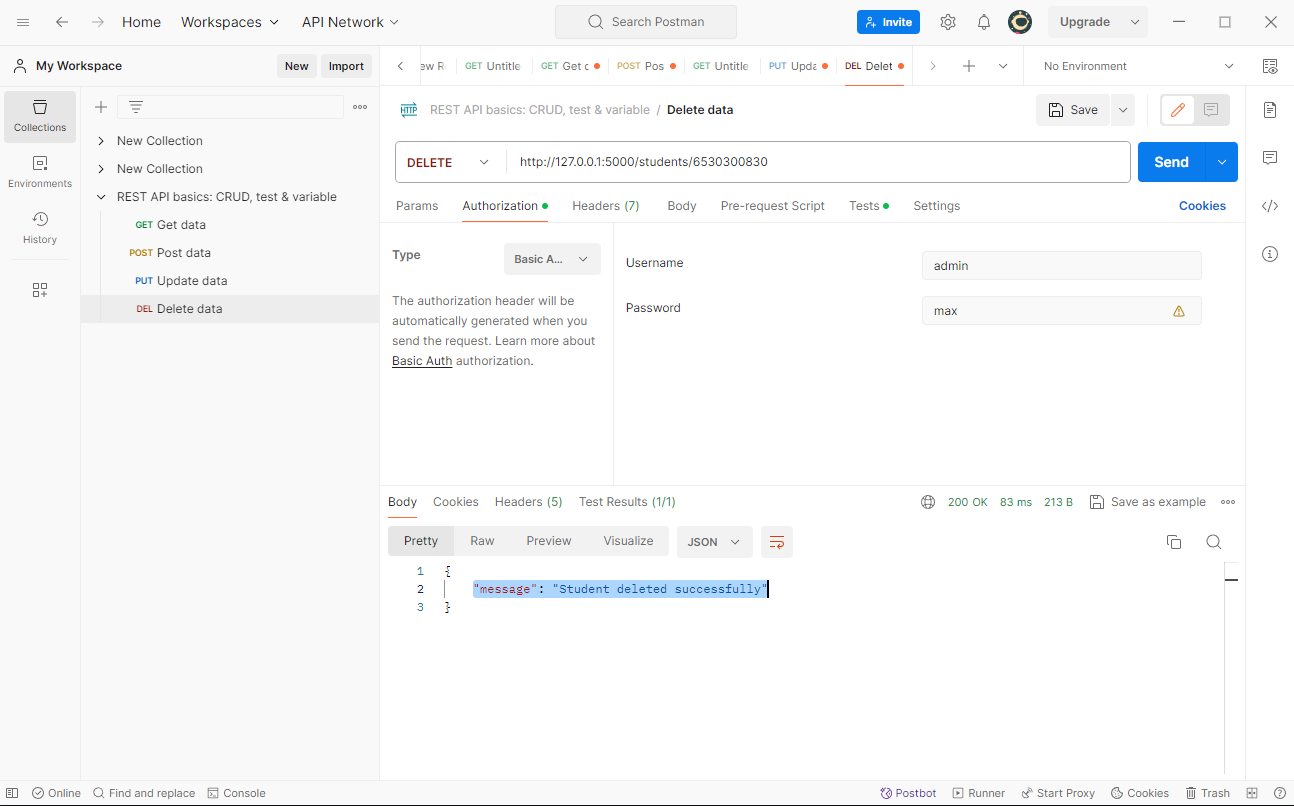 Home
Workspaces
API Network
Search Postman
Invite
Upgrade
My Workspace
New
Import
ew R
GET Untitle
GET Get c
POST Pos
GET Untitle
PUT Upda
DEL Delet
No Environment
Collections
Environments
History
New Collection
New Collection
REST API basics: CRUD, test & variable
GET Get data
POST Post data
PUT Update data
DEL Delete data
HTTP
REST API basics: CRUD, test & variable / Delete data
Save
DELETE
http://127.0.0.1:5000/students/6530300830
Send
Params
Authorization
Headers (7)
Body
Pre-request Script
Tests
Settings
Cookies
Type
Basic A...
The authorization header will be
automatically generated when you
send the request. Learn more about
Basic Auth authorization.
Username
admin
Password
max
Body
Cookies
Headers (5)
Test Results (1/1)
200 OK
83 ms
213 B
Save as example
Pretty
Raw
Preview
Visualize
JSON
1 {
2 "message": "Student deleted successfully"
3 }
Online
Find and replace
Console
Postbot
Runner
Start Proxy
Cookies
Trash